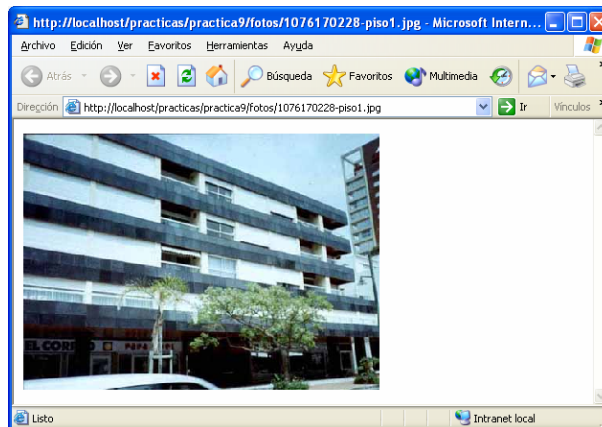 http://localhost/practicas/practica9/fotos/1076170228-piso1.jpg - Microsoft Intern...
Archivo Edición Ver Favoritos Herramientas Ayuda
Atrás Búsqueda Favoritos Multimedia
Dirección http://localhost/practicas/practica9/fotos/1076170228-piso1.jpg Ir Vínculos
EL CORREO
Listo Intranet local